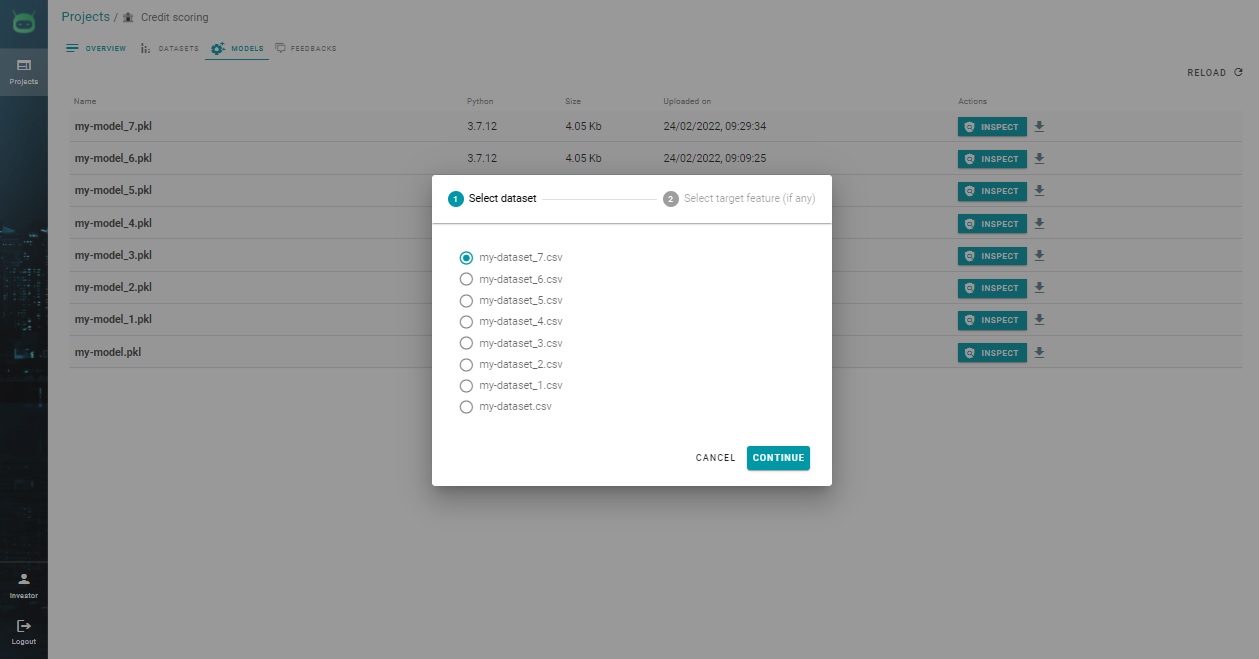 Projects / Credit scoring
OVERVIEW DATASETS MODELS FEEDBACKS
Projects
RELOAD
Name Python Size Uploaded on Actions
my-model_7.pkl 3.7.12 4.05 Kb 24/02/2022, 09:29:34 INSPECT
my-model_6.pkl 3.7.12 4.05 Kb 24/02/2022, 09:09:25 INSPECT
my-model_5.pkl INSPECT
my-model_4.pkl INSPECT
my-model_3.pkl INSPECT
my-model_2.pkl INSPECT
my-model_1.pkl INSPECT
my-model.pkl INSPECT
1 Select dataset 2 Select target feature (if any)
my-dataset_7.csv
my-dataset_6.csv
my-dataset_5.csv
my-dataset_4.csv
my-dataset_3.csv
my-dataset_2.csv
my-dataset_1.csv
my-dataset.csv
CANCEL CONTINUE
Investor
Logout